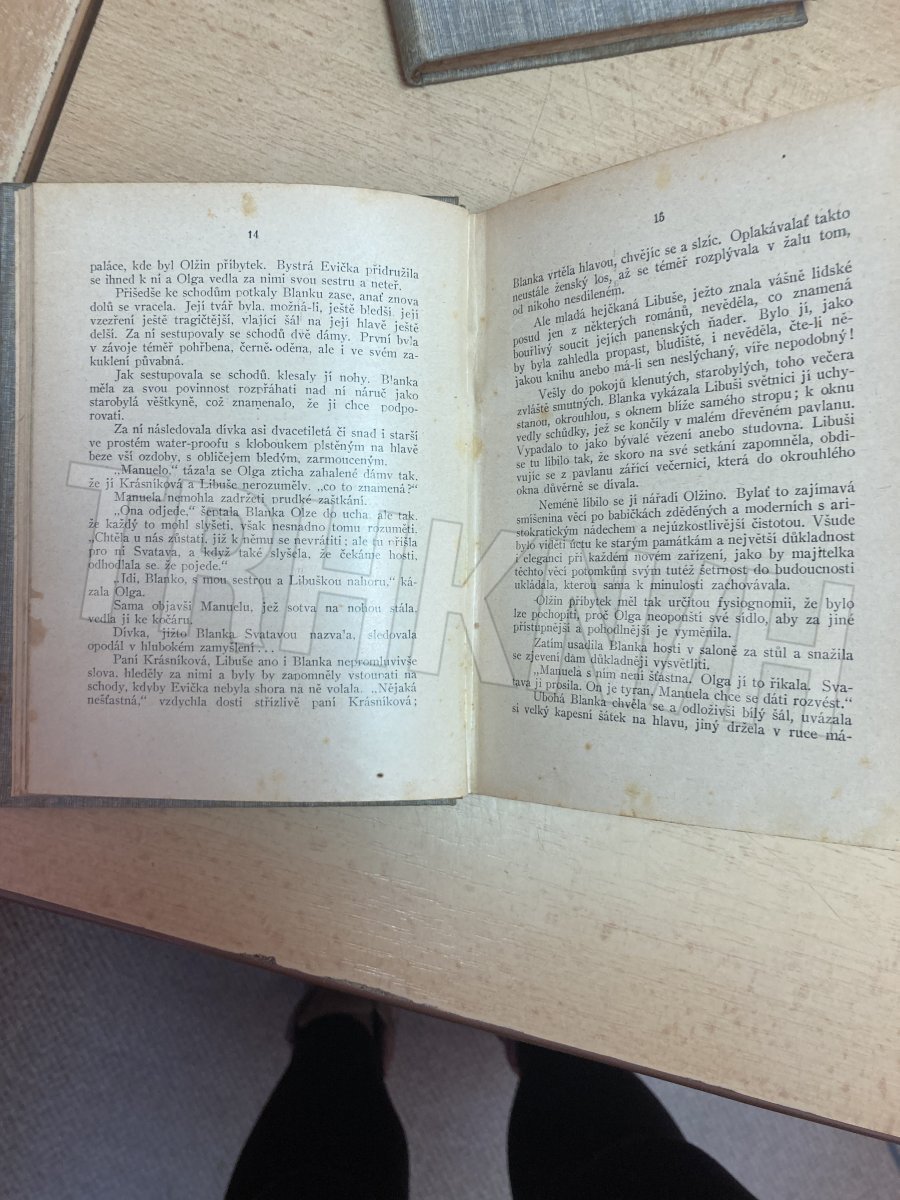 14
paláce, kde byl Olžin příbytek. Bystrá Evička přidružila
se ihned k ní a Olga vedla za nimi svou sestru a neteř.
Přišedše ke schodům potkaly Blanku zase, anať znova
dolů se vracela. Její tvář byla, možná-li, ještě bledší, její
vzezření ještě tragičtější, vlající šál na její hlavě ještě
delší. Za ní sestupovaly se schodů dvě dámy. První byla
v závoje téměř pohřbena, černě oděna, ale i ve svém za-
kuklení půvabná.
Jak sestupovala se schodů, klesaly jí nohy. Blanka
měla za svou povinnost rozpřáhati nad ní náruč jako
starobylá věštkyně, což znamenalo, že ji chce podpo-
rovati.
Za ní následovala dívka asi dvacetiletá či snad i starší
ve prostém water-proofu s kloboukem plstěným na hlavě
beze vší ozdoby, s obličejem bledým, zarmouceným.
„Manuelo,“ tázala se Olga zticha zahalené dámy tak,
že jí Krásníková a Libuše nerozuměly, „co to znamená?“
Manuela nemohla zadržeti prudké zaštkání.
„Ona odjede,“ šeptala Blanka Olze do ucha, ale tak,
že každý to mohl slyšeti, však nesnadno tomu rozuměti.
„Chtěla u nás zůstati, již k němu se nevrátiti; ale tu přišla
pro ni Svatava, a když také slyšela, že čekáme hosti,
odhodlala se, že pojede.“
„Jdi, Blanko, s mou sestrou a Libuškou nahoru,“ ká-
zala Olga.
Sama objavši Manuelu, jež sotva na nohou stála,
vedla ji ke kočáru.
Dívka, jižto Blanka Svatavou nazvala, sledovala
opodál v hlubokém zamyšlení . . .
Paní Krásníková, Libuše ano i Blanka nepromluvivše
slova, hleděly za nimi a byly by zapomněly vstoupati na
schody, kdyby Evička nebyla shora na ně volala. „Nějaká
nešťastná,“ vzdychla dosti střízlivě paní Krásníková;
15
Blanka vrtěla hlavou, chvějíc se a slzíc. Oplakávalať takto
neustále ženský los, až se téměř rozplývala v žalu tom,
od nikoho nesdíleném.
Ale mladá hejčkaná Libuše, ježto znala vášně lidské
posud jen z některých románů, nevěděla, co znamená
bouřlivý soucit jejích panenských ňader. Bylo jí, jako
by byla zahledla propast, bludiště, i nevěděla, čte-li ně-
jakou knihu anebo má-li sen neslýchaný, víře nepodobný!
Vešly do pokojů klenutých, starobylých, toho večera
zvláště smutných. Blanka vykázala Libuši světnici jí uchy-
stanou, okrouhlou, s oknem blíže samého stropu; k oknu
vedly schůdky, jež se končily v malém dřevěném pavlanu.
Vypadalo to jako bývalé vězení anebo studovna. Libuši
se tu líbilo tak, že skoro na své setkání zapomněla, obdi-
vujíc se z pavlanu zářící večernici, která do okrouhlého
okna důvěrně se dívala.
Neméně líbilo se jí nářadí Olžino. Bylať to zajímavá
smíšenina věcí po babičkách zděděných a moderních s ari-
stokratickým nádechem a nejúzkostlivější čistotou. Všude
bylo viděti úctu ke starým památkám a největší důkladnost
i eleganci při každém novém zařízení, jako by majitelka
těchto věcí potomkům svým tutéž šetrnost do budoucnosti
ukládala, kterou sama k minulosti zachovávala.
Olžin příbytek měl tak určitou fysiognomii, že bylo
lze pochopiti, proč Olga neopouští své sídlo, aby za jiné
přístupnější a pohodlnější je vyměnila.
Zatím usadila Blanka hosti v saloně za stůl a snažila
se zjevení dám důkladněji vysvětliti.
„Manuela s ním není šťastna, Olga jí to říkala. Sva-
tava ji prosila. On je tyran. Manuela chce se dáti rozvést.“
Ubohá Blanka chvěla se a odloživši bílý šál, uvázala
si velký kapesní šátek na hlavu, jiný držela v ruce má-
TRHKNIH